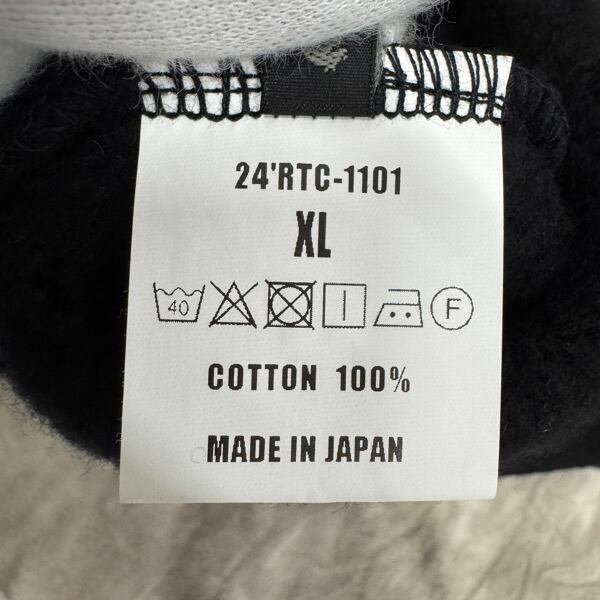 24'RTC-1101
XL
40 F
COTTON 100%
MADE IN JAPAN